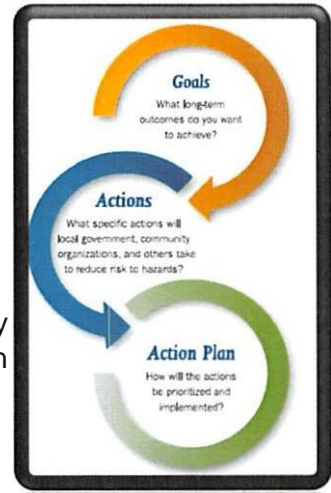 Goals
What long-term
outcomes do you want
to achieve?
Actions
What specific actions will
local government, community
organizations, and others take
to reduce risk to hazards?
Action Plan
How will the actions
be prioritized and
implemented?
y
n